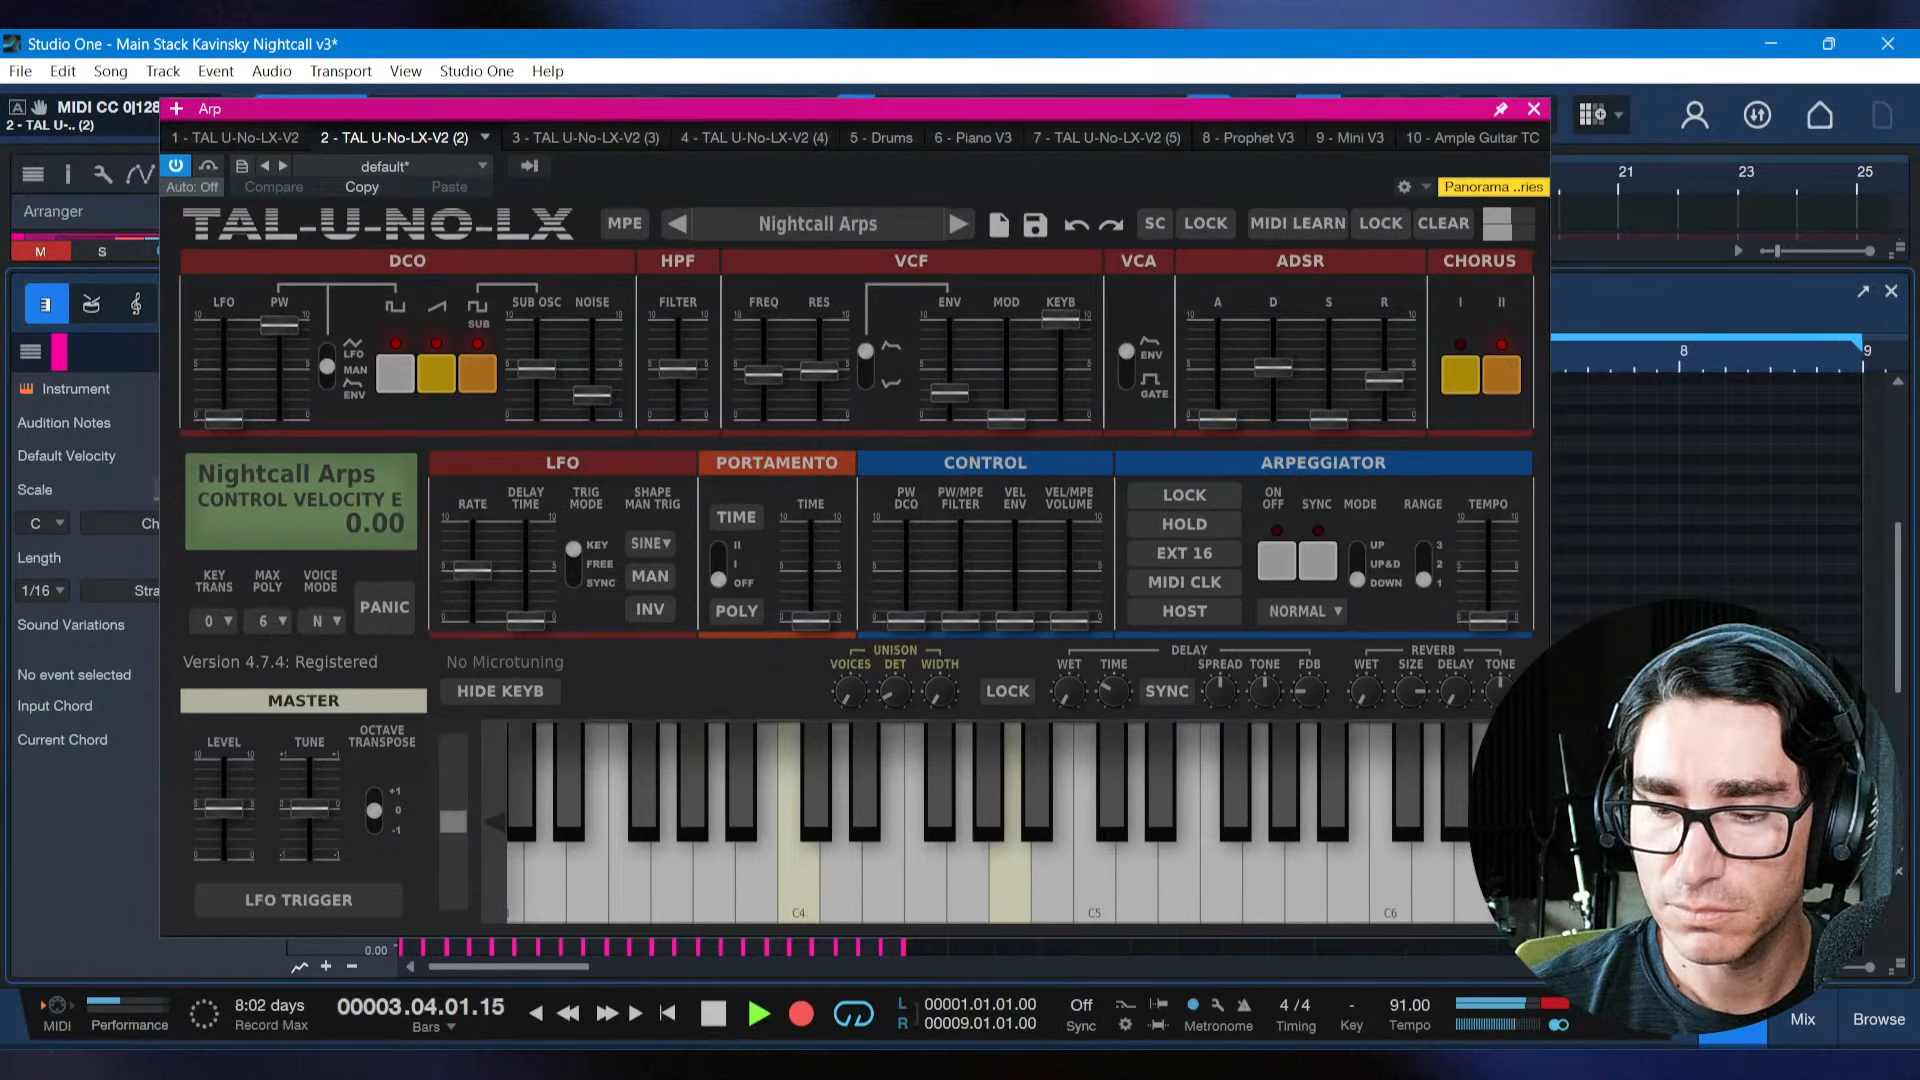 Studio One - Main Stack Kavinsky Nightcall v3*
File Edit Song Track Event Audio Transport View Studio One Help
MIDI CC 0|128
2 - TAL U-.. (2)
Arp
1 - TAL U-No-LX-V2 2 - TAL U-No-LX-V2 (2) 3 - TAL U-No-LX-V2 (3) 4 - TAL U-No-LX-V2 (4) 5 - Drums 6 - Piano V3 7 - TAL U-No-LX-V2 (5) 8 - Prophet V3 9 - Mini V3 10 - Ample Guitar TC
default*
Auto: Off Compare Copy Paste
Panorama ..ries
21 23 25
Arranger
M S
TAL-U-NO-LX
MPE Nightcall Arps SC LOCK MIDI LEARN LOCK CLEAR
DCO HPF VCF VCA ADSR CHORUS
LFO PW SUB OSC NOISE FILTER FREQ RES ENV MOD KEYB A D S R I II
SUB
LFO
MAN
ENV
ENV
GATE
8 9
Instrument
Audition Notes
Default Velocity
Scale
C Ch
Length
1/16 Stra
Sound Variations
No event selected
Input Chord
Current Chord
Nightcall Arps
CONTROL VELOCITY E
0.00
LFO PORTAMENTO CONTROL ARPEGGIATOR
RATE DELAY TIME TRIG MODE SHAPE MAN TRIG
KEY
FREE
SYNC
SINE
MAN
INV
TIME TIME
II
I
OFF
POLY
PW DCO PW/MPE FILTER VEL ENV VEL/MPE VOLUME
LOCK
HOLD
EXT 16
MIDI CLK
HOST
ON OFF SYNC MODE RANGE TEMPO
UP
UP&D
DOWN
3
2
1
NORMAL
KEY TRANS MAX POLY VOICE MODE
0 6 N
PANIC
Version 4.7.4: Registered
No Microtuning
HIDE KEYB
UNISON
VOICES DET WIDTH
LOCK
DELAY
WET TIME SYNC SPREAD TONE FDB
REVERB
WET SIZE DELAY TONE
MASTER
LEVEL TUNE OCTAVE TRANSPOSE
+1
0
-1
LFO TRIGGER
C4 C5 C6
0.00
MIDI Performance
8:02 days
Record Max
00003.04.01.15
Bars
L 00001.01.01.00
R 00009.01.01.00
Off
Sync
Metronome
4 / 4
Timing
-
Key
91.00
Tempo
Mix Browse